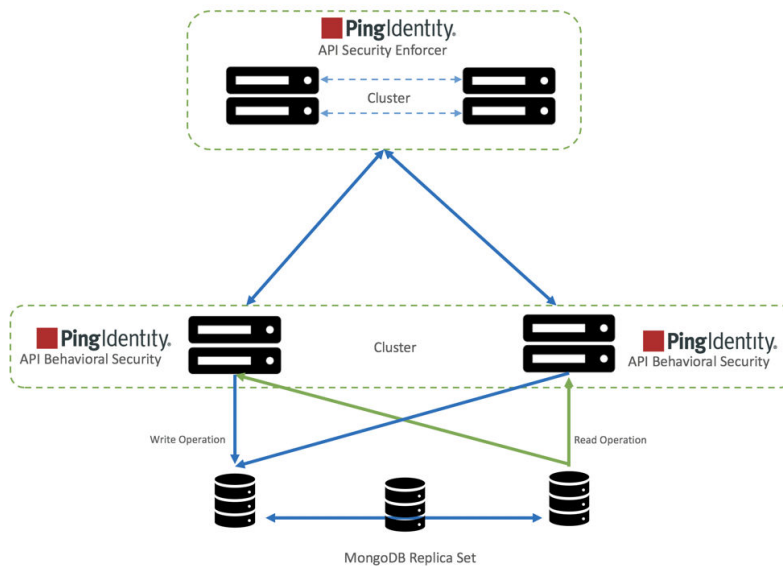 PingIdentity®
API Security Enforcer
Cluster
PingIdentity®
API Behavioral Security
Cluster
PingIdentity®
API Behavioral Security
Write Operation
Read Operation
MongoDB Replica Set